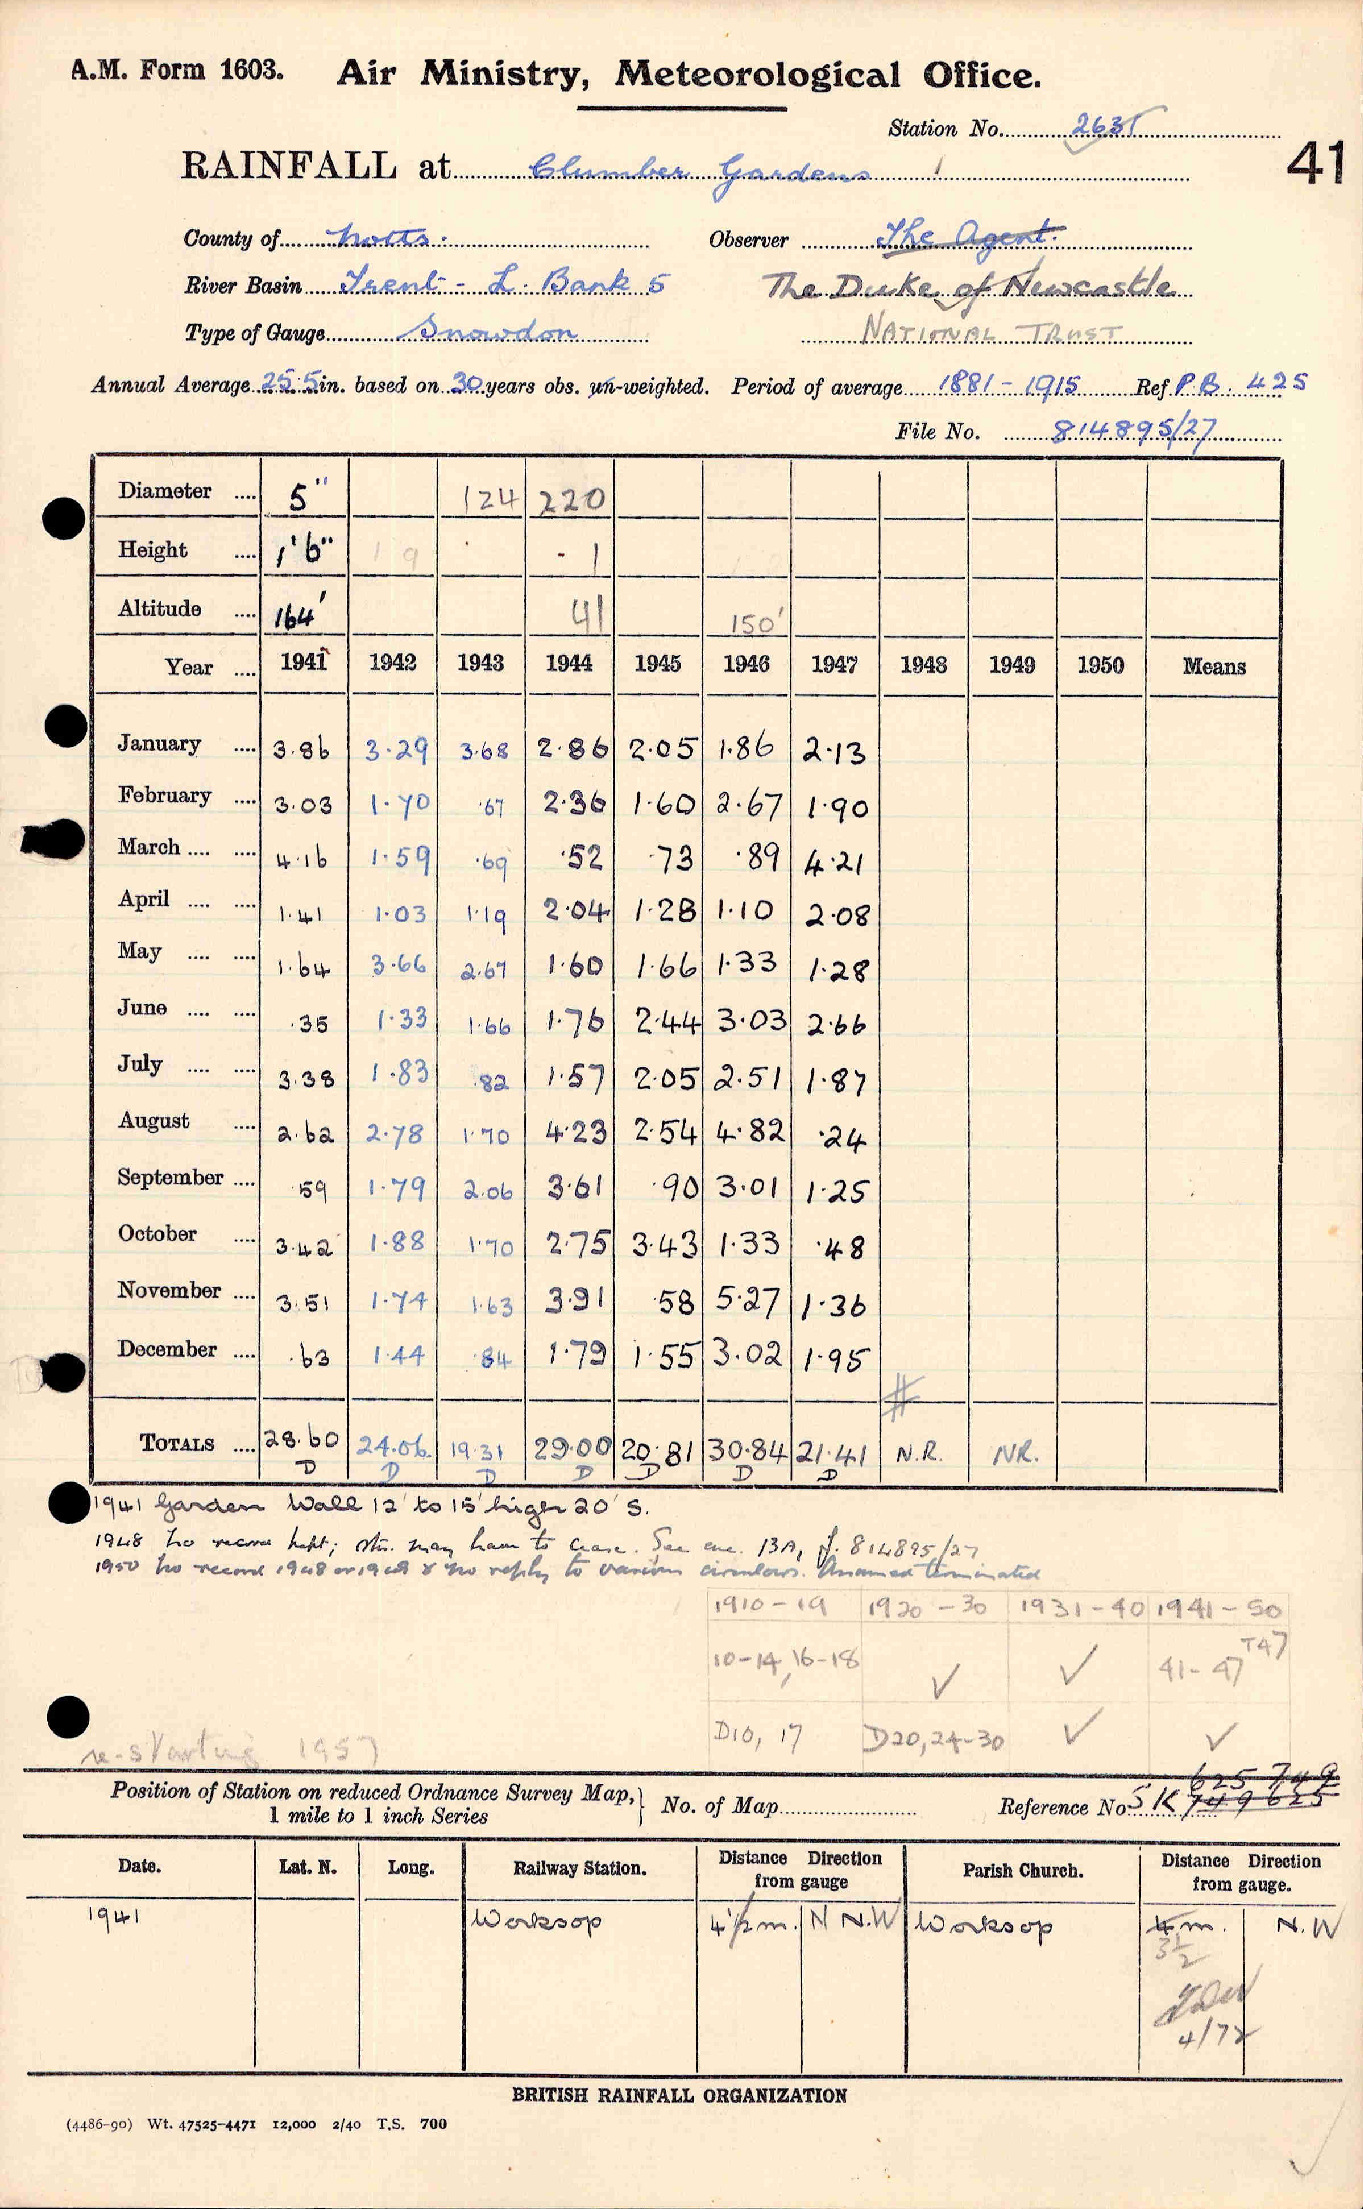 A.M. Form 1603. Air Ministry, Meteorological Office.
Station No. 2631
41
RAINFALL at Clumber Gardens 1
County of Notts. Observer The Agent.
River Basin Trent - L. Bank 5 The Duke of Newcastle
Type of Gauge Snowdon NATIONAL TRUST
Annual Average 25.5 in. based on 30 years obs. un-weighted. Period of average 1881 - 1915 Ref P.B. 425
File No. 814895/27
Diameter .... 5" 124 220
Height .... 1'6" 1 9 - 1
Altitude .... 164' 41 150'
Year .... 1941 1942 1943 1944 1945 1946 1947 1948 1949 1950 Means
January .... 3.86 3.29 3.68 2.86 2.05 1.86 2.13
February .... 3.03 1.70 .67 2.36 1.60 2.67 1.90
March .... .... 4.16 1.59 .69 .52 .73 .89 4.21
April .... .... 1.41 1.03 1.19 2.04 1.28 1.10 2.08
May .... .... 1.64 3.66 2.67 1.60 1.66 1.33 1.28
June .... .... .35 1.33 1.66 1.76 2.44 3.03 2.66
July .... .... 3.38 1.83 .82 1.57 2.05 2.51 1.87
August .... 2.62 2.78 1.70 4.23 2.54 4.82 .24
September .... .59 1.79 2.06 3.61 .90 3.01 1.25
October .... 3.42 1.88 1.70 2.75 3.43 1.33 .48
November .... 3.51 1.74 1.63 3.91 .58 5.27 1.36
December .... .63 1.44 .84 1.79 1.55 3.02 1.95
#
TOTALS .... 28.60 24.06 19.31 29.00 20.81 30.84 21.41 N.R. NR.
D D D D D D D
1941 Garden Wall 12' to 15' high 20' S.
1948 No record kept; stn. may have to cease. See enc. 13A, f. 814895/27
1950 No record 1948 or 1949 & no reply to various circulars. Assumed terminated
1910 - 19 1920 - 30 1931 - 40 1941 - 50
10-14, 16-18 ✓ ✓ 41 - 47 T47
D10, 17 D20, 24-30 ✓ ✓
re-starting 1957
625 749
Position of Station on reduced Ordnance Survey Map, 1 mile to 1 inch Series } No. of Map Reference No. SK 749 625
Date. Lat. N. Long. Railway Station. Distance Direction from gauge Parish Church. Distance Direction from gauge.
1941 Worksop 4½ m. N N.W Worksop 4 m. N.W
3½
4/72
BRITISH RAINFALL ORGANIZATION
(4486-90) Wt. 47525-4471 12,000 2/40 T.S. 700